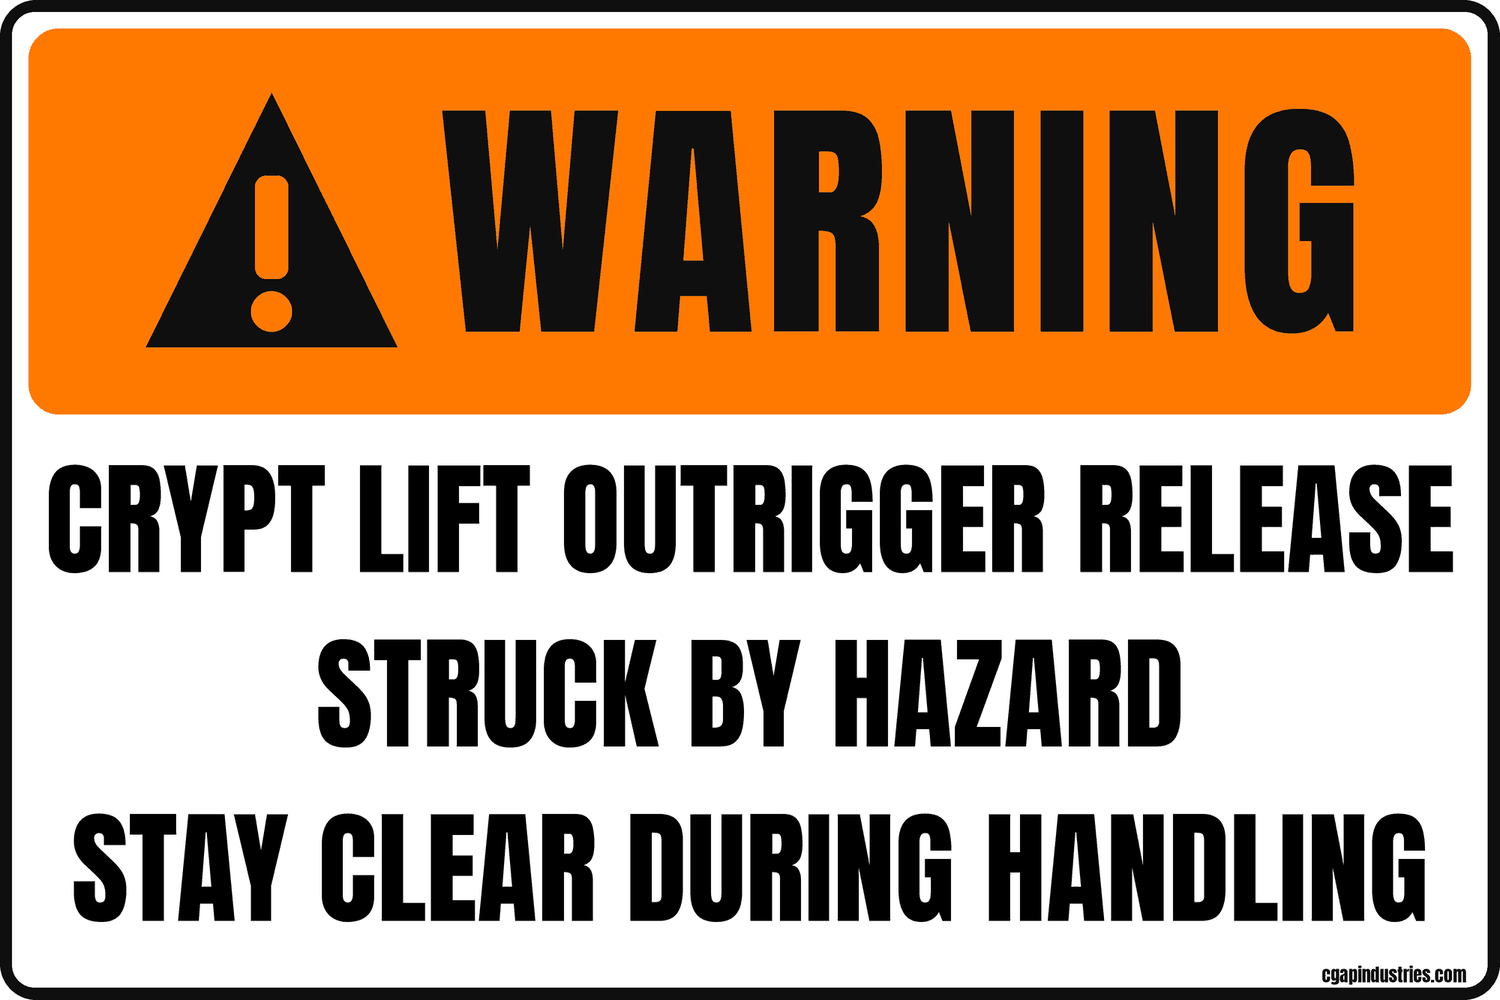 WARNING
CRYPT LIFT OUTRIGGER RELEASE
STRUCK BY HAZARD
STAY CLEAR DURING HANDLING
cgapindustries.com